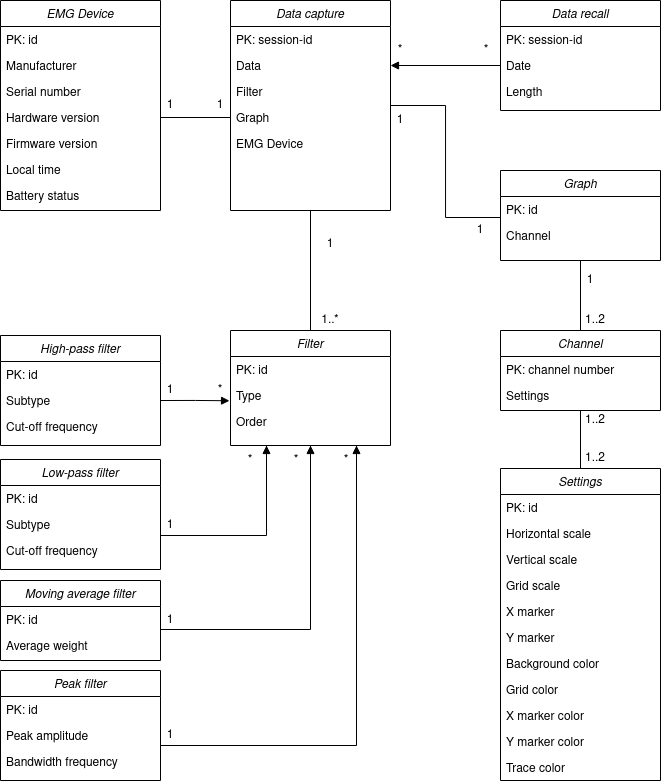 EMG Device
PK: id
Manufacturer
Serial number
Hardware version
Firmware version
Local time
Battery status
1
1
Data capture
PK: session-id
Data
Filter
Graph
EMG Device
*
*
Data recall
PK: session-id
Date
Length
1
1
Graph
PK: id
Channel
1
1..*
1
1..2
High-pass filter
PK: id
Subtype
Cut-off frequency
1
*
Filter
PK: id
Type
Order
Channel
PK: channel number
Settings
1..2
1..2
*
*
*
Low-pass filter
PK: id
Subtype
Cut-off frequency
1
Moving average filter
PK: id
Average weight
1
Peak filter
PK: id
Peak amplitude
Bandwidth frequency
1
Settings
PK: id
Horizontal scale
Vertical scale
Grid scale
X marker
Y marker
Background color
Grid color
X marker color
Y marker color
Trace color